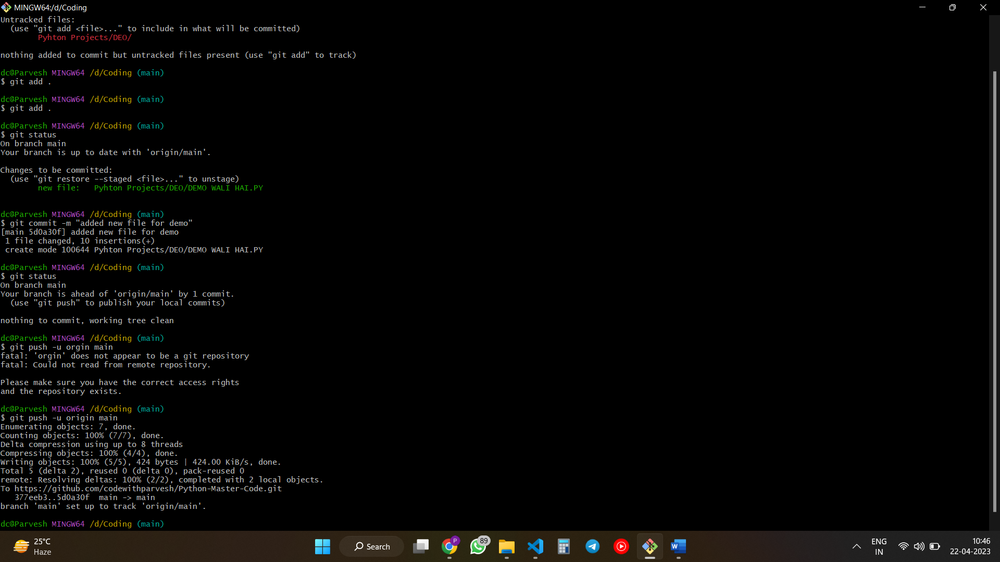 MINGW64:/d/Coding
Untracked files:
  (use "git add <file>..." to include in what will be committed)
        Pyhton Projects/DEO/

nothing added to commit but untracked files present (use "git add" to track)

dc@Parvesh MINGW64 /d/Coding (main)
$ git add .

dc@Parvesh MINGW64 /d/Coding (main)
$ git add .

dc@Parvesh MINGW64 /d/Coding (main)
$ git status
On branch main
Your branch is up to date with 'origin/main'.

Changes to be committed:
  (use "git restore --staged <file>..." to unstage)
        new file:   Pyhton Projects/DEO/DEMO WALI HAI.PY

dc@Parvesh MINGW64 /d/Coding (main)
$ git commit -m "added new file for demo"
[main 5d0a30f] added new file for demo
 1 file changed, 10 insertions(+)
 create mode 100644 Pyhton Projects/DEO/DEMO WALI HAI.PY

dc@Parvesh MINGW64 /d/Coding (main)
$ git status
On branch main
Your branch is ahead of 'origin/main' by 1 commit.
  (use "git push" to publish your local commits)

nothing to commit, working tree clean

dc@Parvesh MINGW64 /d/Coding (main)
$ git push -u orgin main
fatal: 'orgin' does not appear to be a git repository
fatal: Could not read from remote repository.

Please make sure you have the correct access rights
and the repository exists.

dc@Parvesh MINGW64 /d/Coding (main)
$ git push -u origin main
Enumerating objects: 7, done.
Counting objects: 100% (7/7), done.
Delta compression using up to 8 threads
Compressing objects: 100% (4/4), done.
Writing objects: 100% (5/5), 424 bytes | 424.00 KiB/s, done.
Total 5 (delta 2), reused 0 (delta 0), pack-reused 0
remote: Resolving deltas: 100% (2/2), completed with 2 local objects.
To https://github.com/codewithparvesh/Python-Master-Code.git
   377eeb3..5d0a30f  main -> main
branch 'main' set up to track 'origin/main'.

dc@Parvesh MINGW64 /d/Coding (main)
25°C
Haze
Search
P
89
W
ENG
IN
10:46
22-04-2023